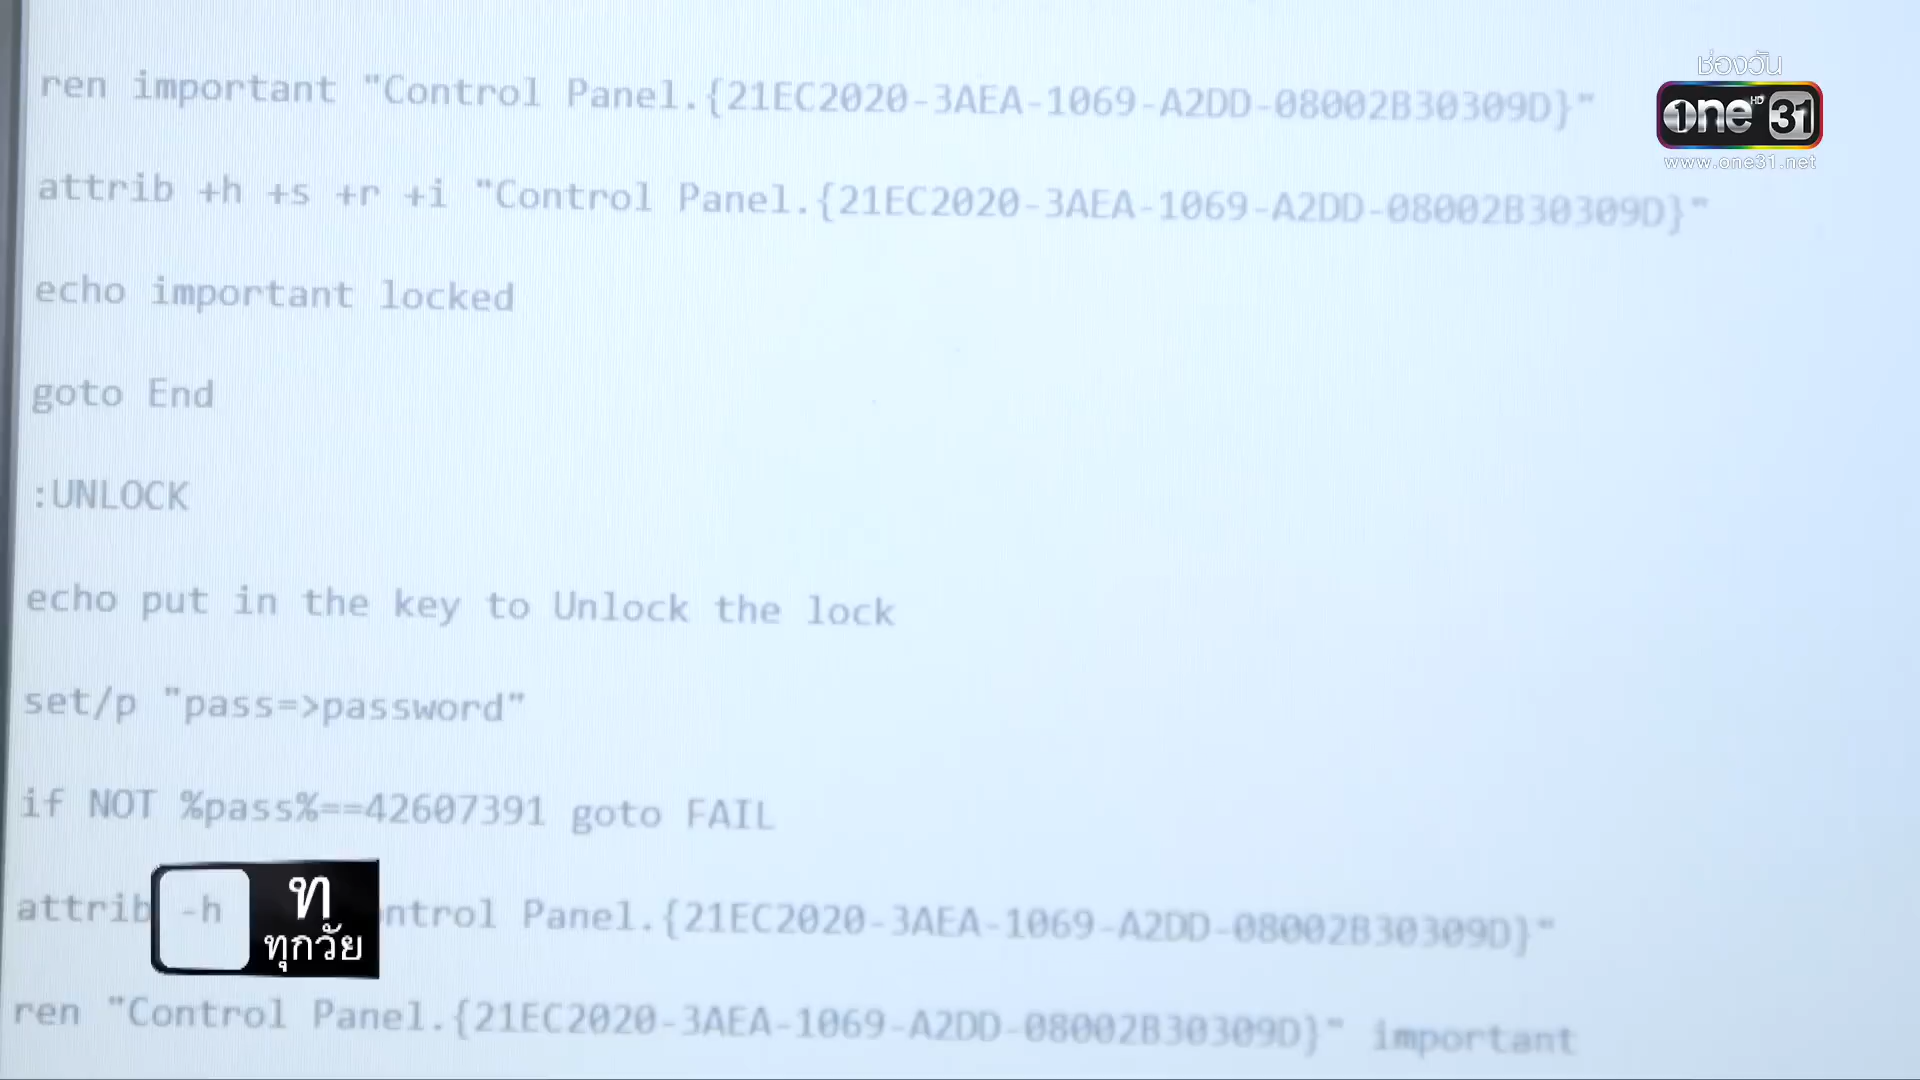 ช่องวัน
one HD 31
www.one31.net
ren important "Control Panel.{21EC2020-3AEA-1069-A2DD-08002B30309D}"
attrib +h +s +r +i "Control Panel.{21EC2020-3AEA-1069-A2DD-08002B30309D}"
echo important locked
goto End
:UNLOCK
echo put in the key to Unlock the lock
set/p "pass=>password"
if NOT %pass%==42607391 goto FAIL
attrib -h ntrol Panel.{21EC2020-3AEA-1069-A2DD-08002B30309D}"
ท
ทุกวัย
ren "Control Panel.{21EC2020-3AEA-1069-A2DD-08002B30309D}" important